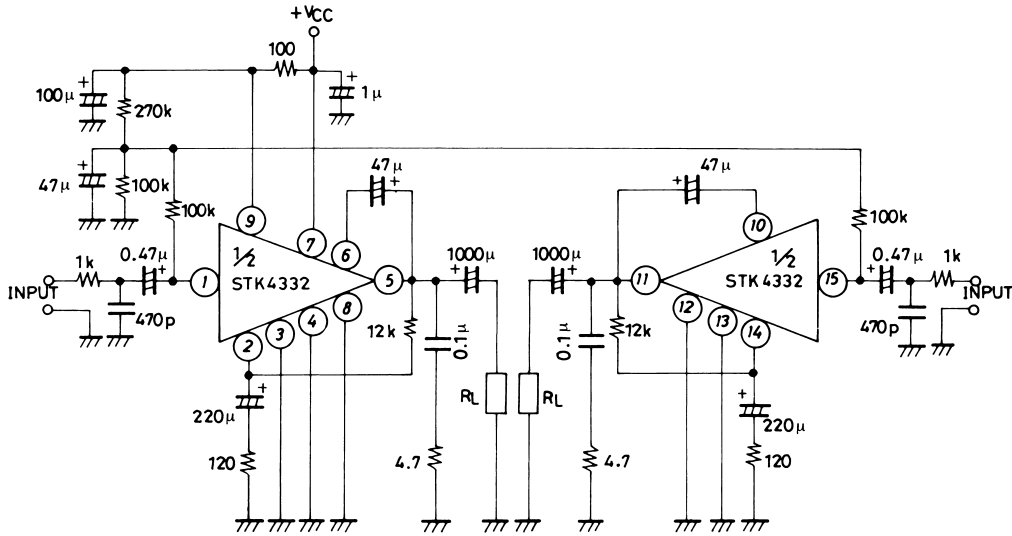 +VCC
100
100μ
+
270k
+
1μ
47μ
+
100k
100k
47μ
+
47μ
+
100k
9
7
6
10
1/2
STK4332
1/2
STK4332
1k
0.47μ
+
1
5
1000μ
+
1000μ
+
11
15
0.47μ
+
1k
INPUT
INPUT
470p
8
12
470p
4
3
2
13
14
12k
0.1μ
0.1μ
12k
+
220μ
RL
RL
+
220μ
120
4.7
4.7
120